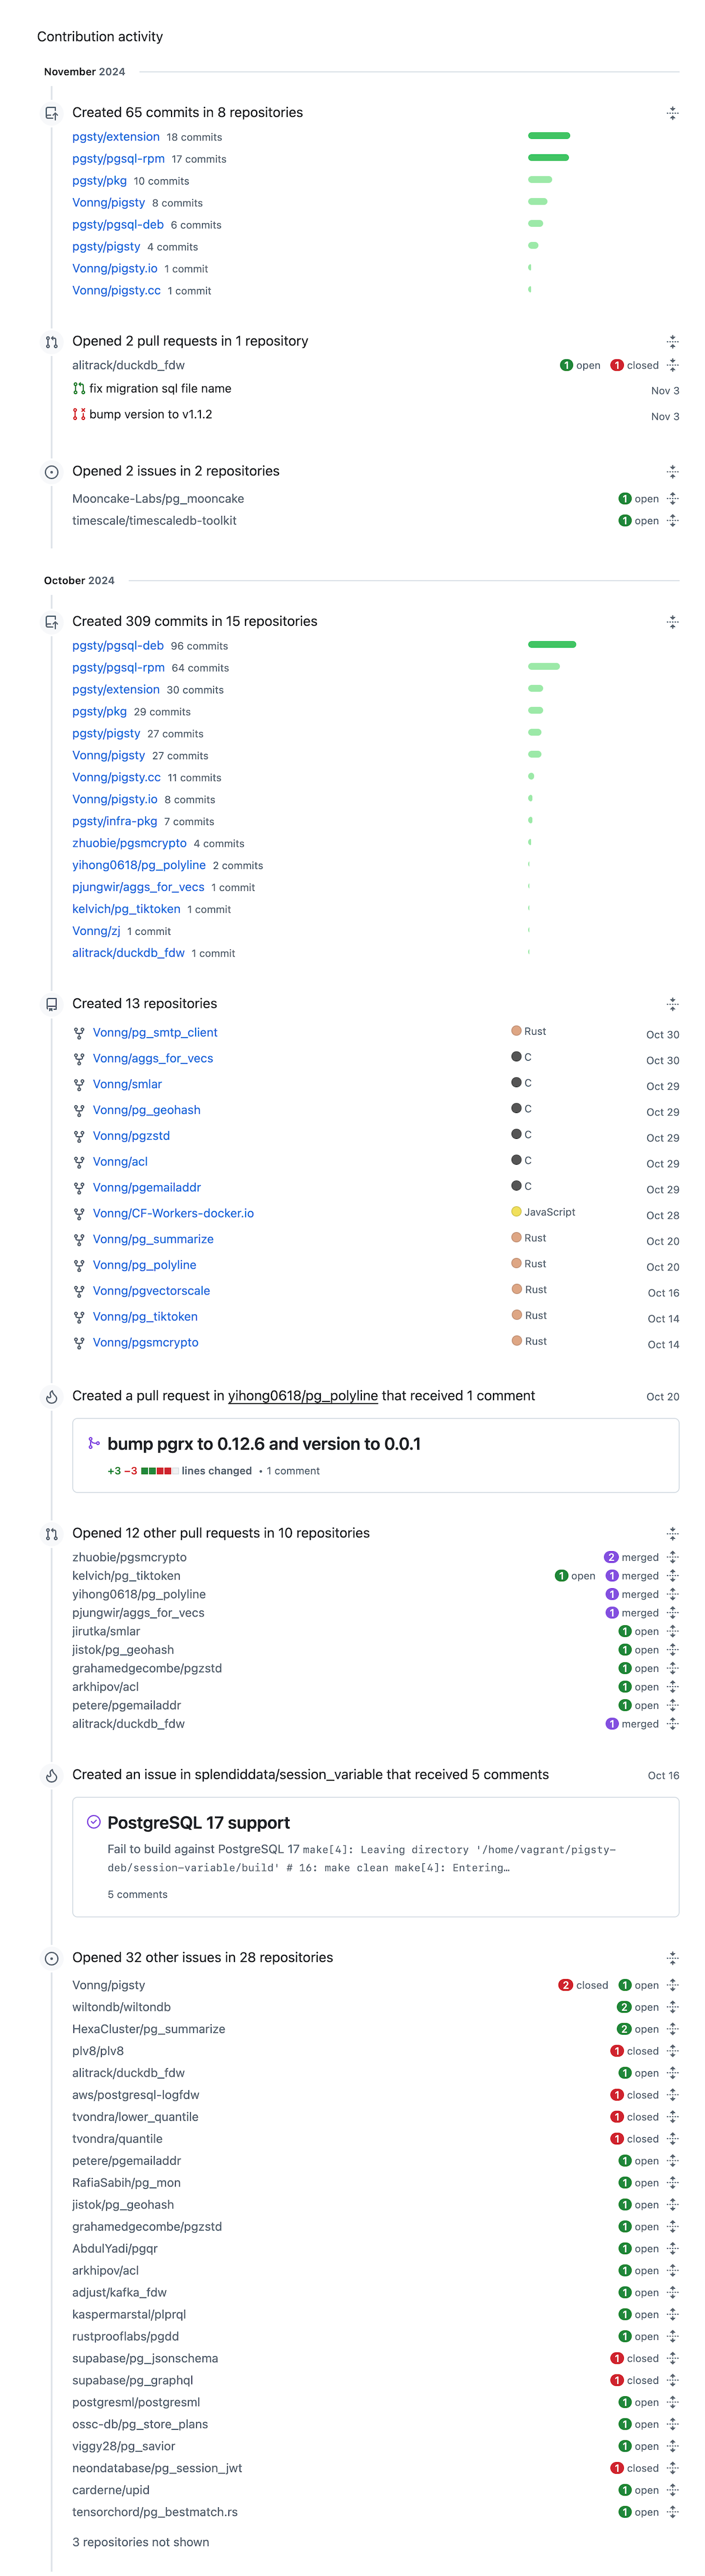 Contribution activity
November 2024
Created 65 commits in 8 repositories
pgsty/extension 18 commits
pgsty/pgsql-rpm 17 commits
pgsty/pkg 10 commits
Vonng/pigsty 8 commits
pgsty/pgsql-deb 6 commits
pgsty/pigsty 4 commits
Vonng/pigsty.io 1 commit
Vonng/pigsty.cc 1 commit
Opened 2 pull requests in 1 repository
alitrack/duckdb_fdw 1 open 1 closed
fix migration sql file name Nov 3
bump version to v1.1.2 Nov 3
Opened 2 issues in 2 repositories
Mooncake-Labs/pg_mooncake 1 open
timescale/timescaledb-toolkit 1 open
October 2024
Created 309 commits in 15 repositories
pgsty/pgsql-deb 96 commits
pgsty/pgsql-rpm 64 commits
pgsty/extension 30 commits
pgsty/pkg 29 commits
pgsty/pigsty 27 commits
Vonng/pigsty 27 commits
Vonng/pigsty.cc 11 commits
Vonng/pigsty.io 8 commits
pgsty/infra-pkg 7 commits
zhuobie/pgsmcrypto 4 commits
yihong0618/pg_polyline 2 commits
pjungwir/aggs_for_vecs 1 commit
kelvich/pg_tiktoken 1 commit
Vonng/zj 1 commit
alitrack/duckdb_fdw 1 commit
Created 13 repositories
Vonng/pg_smtp_client Rust Oct 30
Vonng/aggs_for_vecs C Oct 30
Vonng/smlar C Oct 29
Vonng/pg_geohash C Oct 29
Vonng/pgzstd C Oct 29
Vonng/acl C Oct 29
Vonng/pgemailaddr C Oct 29
Vonng/CF-Workers-docker.io JavaScript Oct 28
Vonng/pg_summarize Rust Oct 20
Vonng/pg_polyline Rust Oct 20
Vonng/pgvectorscale Rust Oct 16
Vonng/pg_tiktoken Rust Oct 14
Vonng/pgsmcrypto Rust Oct 14
Created a pull request in yihong0618/pg_polyline that received 1 comment Oct 20
bump pgrx to 0.12.6 and version to 0.0.1
+3 −3 lines changed • 1 comment
Opened 12 other pull requests in 10 repositories
zhuobie/pgsmcrypto 2 merged
kelvich/pg_tiktoken 1 open 1 merged
yihong0618/pg_polyline 1 merged
pjungwir/aggs_for_vecs 1 merged
jirutka/smlar 1 open
jistok/pg_geohash 1 open
grahamedgecombe/pgzstd 1 open
arkhipov/acl 1 open
petere/pgemailaddr 1 open
alitrack/duckdb_fdw 1 merged
Created an issue in splendiddata/session_variable that received 5 comments Oct 16
PostgreSQL 17 support
Fail to build against PostgreSQL 17 make[4]: Leaving directory '/home/vagrant/pigsty-
deb/session-variable/build' # 16: make clean make[4]: Entering…
5 comments
Opened 32 other issues in 28 repositories
Vonng/pigsty 2 closed 1 open
wiltondb/wiltondb 2 open
HexaCluster/pg_summarize 2 open
plv8/plv8 1 closed
alitrack/duckdb_fdw 1 open
aws/postgresql-logfdw 1 closed
tvondra/lower_quantile 1 closed
tvondra/quantile 1 closed
petere/pgemailaddr 1 open
RafiaSabih/pg_mon 1 open
jistok/pg_geohash 1 open
grahamedgecombe/pgzstd 1 open
AbdulYadi/pgqr 1 open
arkhipov/acl 1 open
adjust/kafka_fdw 1 open
kaspermarstal/plprql 1 open
rustprooflabs/pgdd 1 open
supabase/pg_jsonschema 1 closed
supabase/pg_graphql 1 closed
postgresml/postgresml 1 open
ossc-db/pg_store_plans 1 open
viggy28/pg_savior 1 open
neondatabase/pg_session_jwt 1 closed
carderne/upid 1 open
tensorchord/pg_bestmatch.rs 1 open
3 repositories not shown